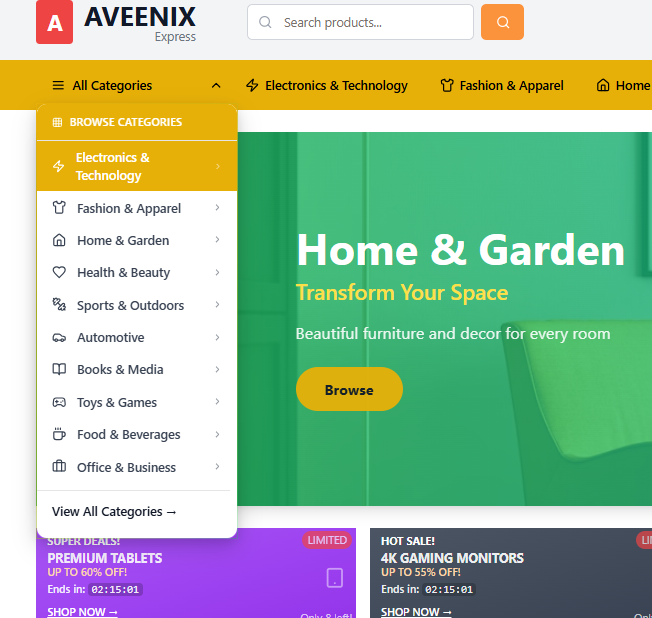 A
AVEENIX
Express
Search products...
All Categories
Electronics & Technology
Fashion & Apparel
Home
BROWSE CATEGORIES
Electronics &
Technology
Fashion & Apparel
Home & Garden
Health & Beauty
Sports & Outdoors
Automotive
Books & Media
Toys & Games
Food & Beverages
Office & Business
View All Categories →
Home & Garden
Transform Your Space
Beautiful furniture and decor for every room
Browse
SUPER DEALS!
LIMITED
PREMIUM TABLETS
UP TO 60% OFF!
Ends in: 02:15:01
SHOP NOW →
Only 8 left!
HOT SALE!
4K GAMING MONITORS
UP TO 55% OFF!
Ends in: 02:15:01
SHOP NOW →